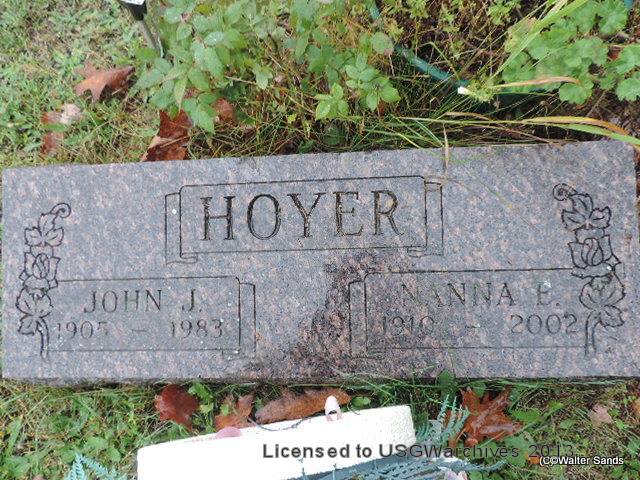 HOYER
JOHN J.
1905 - 1983
NANNA E.
1910 - 2002
Licensed to USGWarchives
(C)Walter Sands